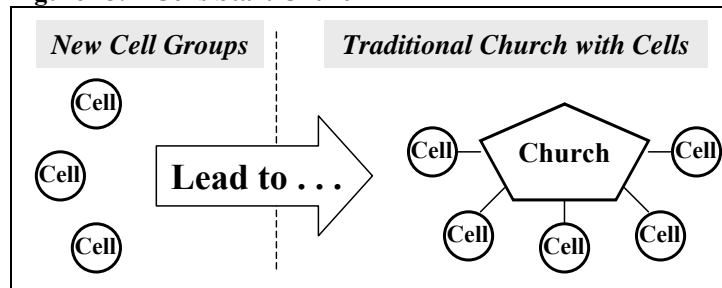 New Cell Groups
Traditional Church with Cells
Cell
Cell
Cell
Lead to . . .
Church
Cell
Cell
Cell
Cell
Cell